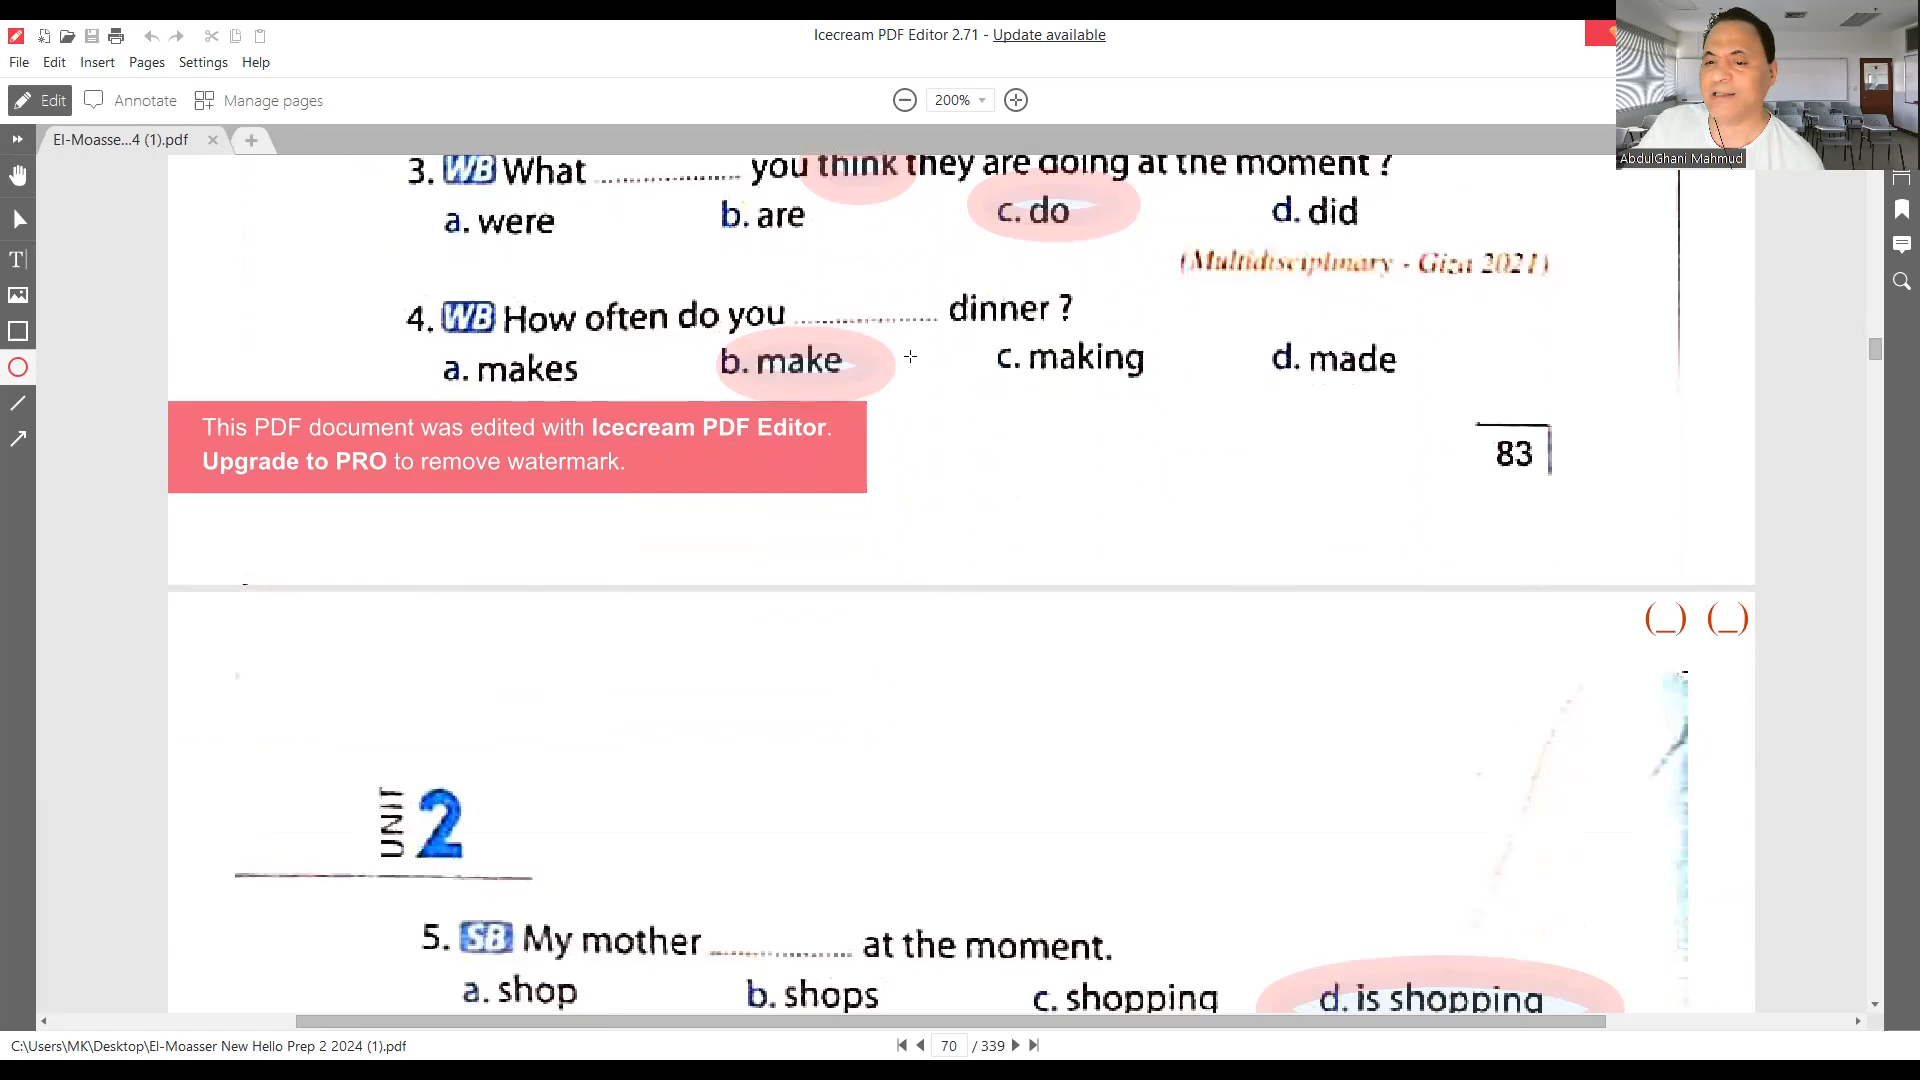 Icecream PDF Editor 2.71 - Update available
File Edit Insert Pages Settings Help
Edit Annotate Manage pages
200%
El-Moasse...4 (1).pdf
AbdulGhani Mahmud
3. WB What .................. you think they are doing at the moment ?
a. were b. are c. do d. did
(Multidisciplinary - Giza 2021)
4. WB How often do you .................. dinner ?
a. makes b. make c. making d. made
This PDF document was edited with Icecream PDF Editor.
Upgrade to PRO to remove watermark.
83
(_) (_)
UNIT 2
5. SB My mother .................. at the moment.
a. shop b. shops c. shopping d. is shopping
C:\Users\MK\Desktop\El-Moasser New Hello Prep 2 2024 (1).pdf
70 / 339